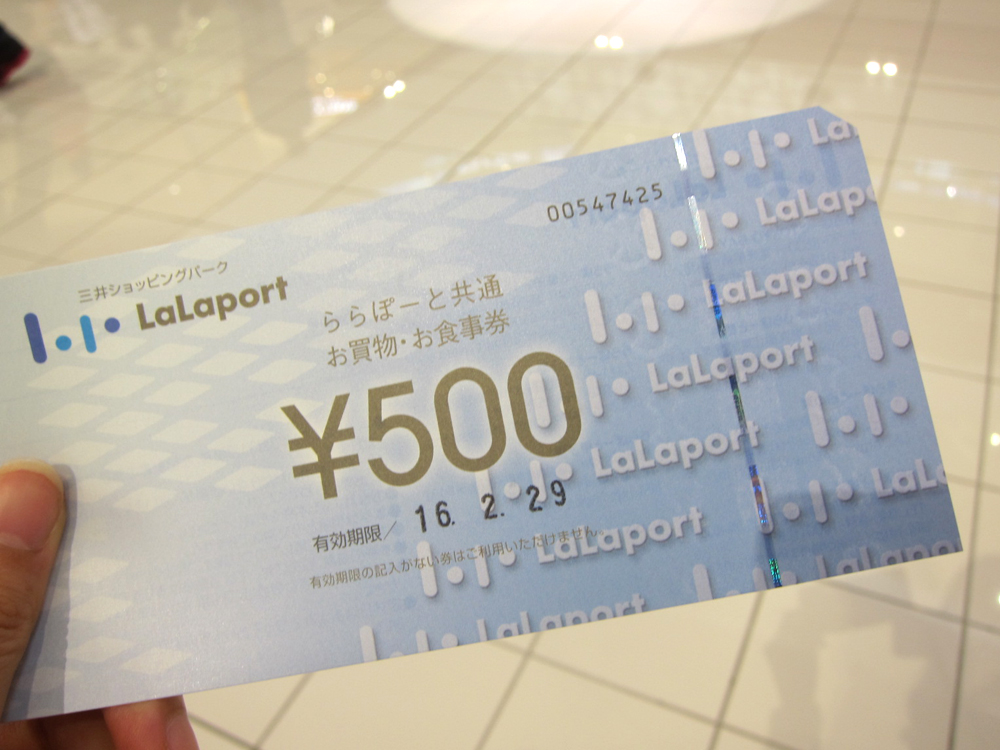 00547425
三井ショッピングパーク
LaLaport
ららぽーと共通
お買物・お食事券
¥500
有効期限／ 16. 2. 29
有効期限の記入がない券はご利用いただけません。
LaLaport
LaLaport
LaLaport
LaLaport
LaLaport